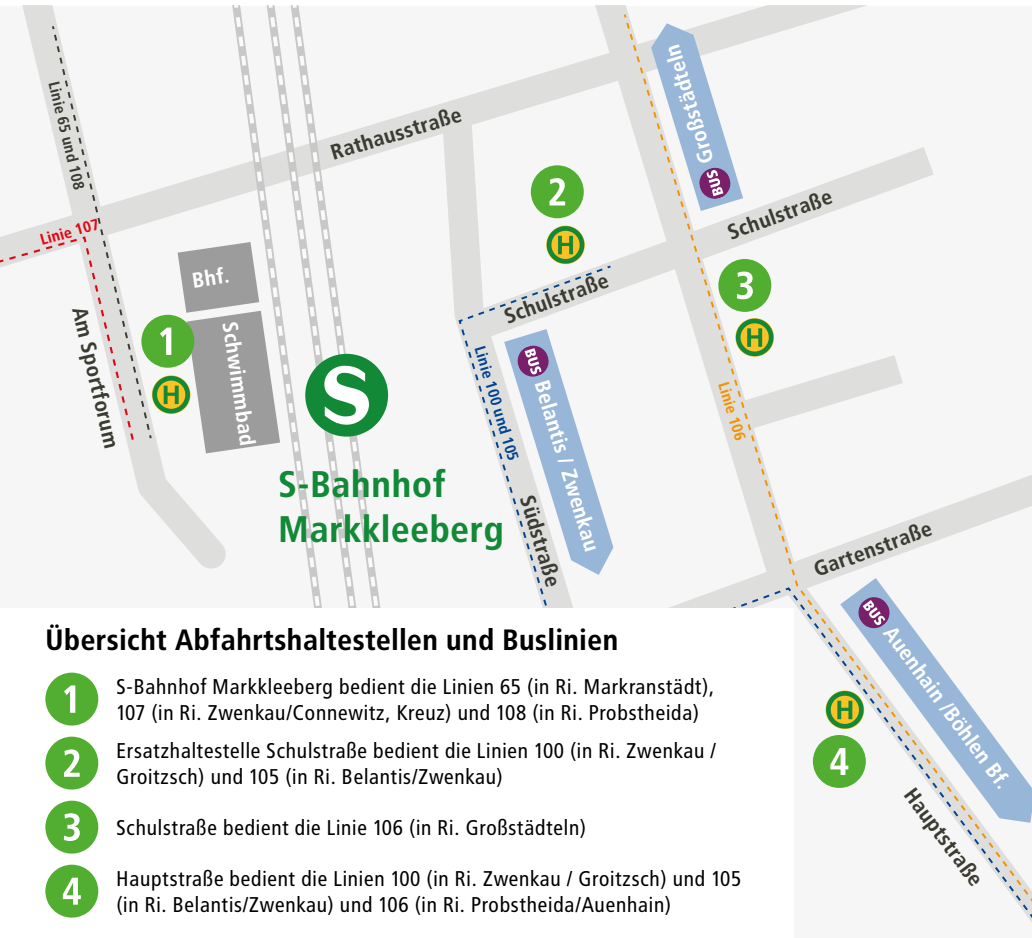 Linie 65 und 108
Rathausstraße
BUS Großstädteln
2
H
Schulstraße
Linie 107
Bhf.
Schulstraße
3
H
Am Sportforum
1
H
Schwimmbad
S
S-Bahnhof
Markkleeberg
Linie 100 und 105
BUS Belantis / Zwenkau
Linie 106
Südstraße
Gartenstraße
BUS Auenhain /Böhlen Bf.
H
4
Hauptstraße
Übersicht Abfahrtshaltestellen und Buslinien
1 S-Bahnhof Markkleeberg bedient die Linien 65 (in Ri. Markranstädt),
107 (in Ri. Zwenkau/Connewitz, Kreuz) und 108 (in Ri. Probstheida)
2 Ersatzhaltestelle Schulstraße bedient die Linien 100 (in Ri. Zwenkau /
Groitzsch) und 105 (in Ri. Belantis/Zwenkau)
3 Schulstraße bedient die Linie 106 (in Ri. Großstädteln)
4 Hauptstraße bedient die Linien 100 (in Ri. Zwenkau / Groitzsch) und 105
(in Ri. Belantis/Zwenkau) und 106 (in Ri. Probstheida/Auenhain)